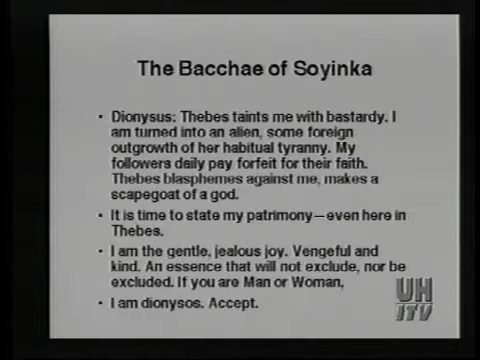 The Bacchae of Soyinka
• Dionysus: Thebes taints me with bastardy. I
am turned into an alien, some foreign
outgrowth of her habitual tyranny. My
followers daily pay forfeit for their faith.
Thebes blasphemes against me, makes a
scapegoat of a god.
• It is time to state my patrimony—even here in
Thebes.
• I am the gentle, jealous joy. Vengeful and
kind. An essence that will not exclude, nor be
excluded. If you are Man or Woman,
• I am dionysos. Accept.
UH
ITV